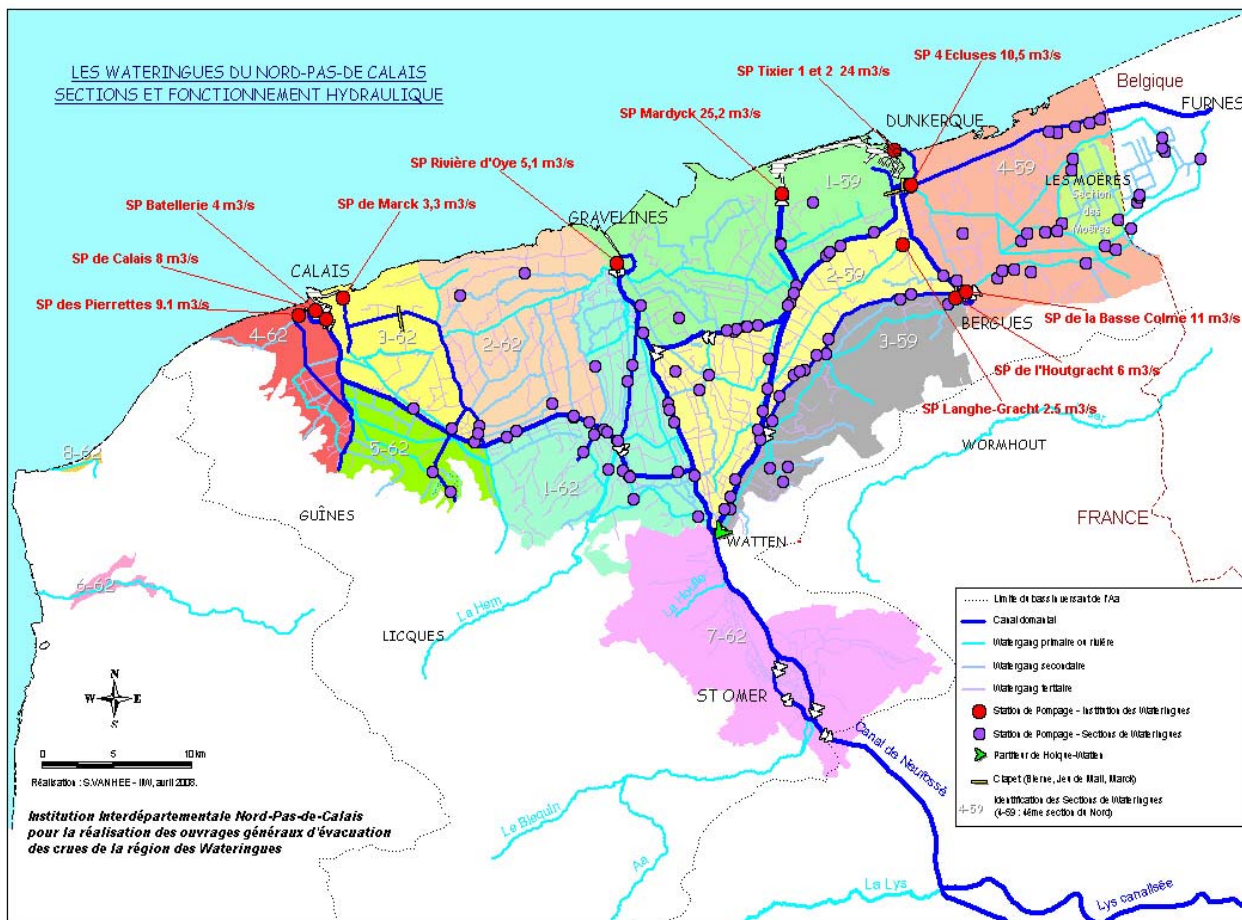 LES WATERINGUES DU NORD-PAS-DE CALAIS
SECTIONS ET FONCTIONNEMENT HYDRAULIQUE
SP 4 Ecluses 10,5 m3/s
SP Tixier 1 et 2 24 m3/s
Belgique
FURNES
DUNKERQUE
SP Mardyck 25,2 m3/s
SP Rivière d'Oye 5,1 m3/s
1-59
4-59
LES MOËRES
Section
des
Moëres
SP Batellerie 4 m3/s
SP de Marck 3,3 m3/s
GRAVELINES
SP de Calais 8 m3/s
CALAIS
2-59
SP des Pierrettes 9.1 m3/s
BERGUES
SP de la Basse Colme 11 m3/s
4-62
3-62
2-62
3-59
SP de l'Houtgracht 6 m3/s
SP Langhe-Gracht 2.5 m3/s
WORMHOUT
8-62
5-62
1-62
GUÎNES
FRANCE
WATTEN
6-62
La Hem
La Houlle
LICQUES
7-62
ST OMER
Canal de Neufossé
N
W E
S
0 5 10 km
Réalisation : S.VANHEE - IIW, avril 2008.
Institution Interdépartementale Nord-Pas-de-Calais
pour la réalisation des ouvrages généraux d'évacuation
des crues de la région des Wateringues
Le Blequin
Aa
La Lys
Lys canalisée
Limite du bassin versant de l'Aa
Canal domanial
Watergang primaire ou rivière
Watergang secondaire
Watergang tertiaire
Station de Pompage - Institution des Wateringues
Station de Pompage - Sections de Wateringues
Partiteur de Holque-Watten
Clapet (Bierne, Jeu de Mail, Marck)
4-59
Identification des Sections de Wateringues
(4-59 : 4ème section du Nord)